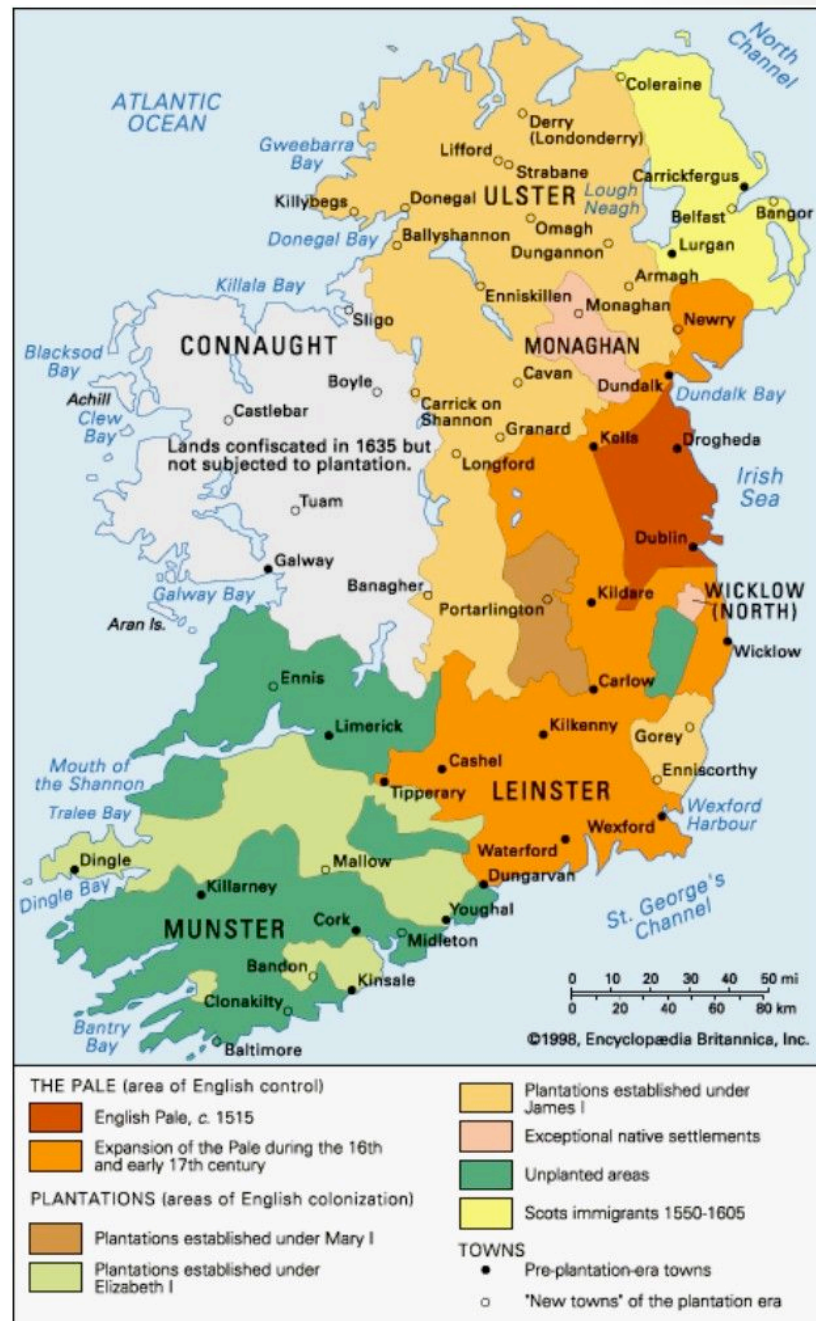 North
Channel
Coleraine
ATLANTIC
OCEAN
Derry
(Londonderry)
Gweebarra
Bay
Lifford
Strabane
Carrickfergus
ULSTER
Lough
Neagh
Killybegs
Donegal
Belfast
Bangor
Omagh
Donegal Bay
Ballyshannon
Dungannon
Lurgan
Killala Bay
Armagh
Enniskillen
Monaghan
Sligo
Newry
CONNAUGHT
MONAGHAN
Blacksod
Bay
Boyle
Cavan
Dundalk
Dundalk Bay
Achill
Clew
Bay
Castlebar
Carrick on
Shannon
Granard
Kells
Drogheda
Lands confiscated in 1635 but
not subjected to plantation.
Longford
Irish
Sea
Tuam
Dublin
Galway
Galway Bay
Banagher
Portarlington
Kildare
WICKLOW
(NORTH)
Aran Is.
Wicklow
Ennis
Carlow
Limerick
Kilkenny
Gorey
Mouth of
the Shannon
Cashel
Enniscorthy
Tipperary
LEINSTER
Tralee Bay
Wexford
Wexford
Harbour
Dingle
Mallow
Waterford
Dingle Bay
Killarney
Dungarvan
St. George's
Channel
MUNSTER
Cork
Youghal
Midleton
Bandon
Kinsale
Clonakilty
Bantry
Bay
Baltimore
0 10 20 30 40 50 mi
0 20 40 60 80 km
©1998, Encyclopædia Britannica, Inc.
THE PALE (area of English control)
English Pale, c. 1515
Expansion of the Pale during the 16th
and early 17th century
PLANTATIONS (areas of English colonization)
Plantations established under Mary I
Plantations established under
Elizabeth I
Plantations established under
James I
Exceptional native settlements
Unplanted areas
Scots immigrants 1550-1605
TOWNS
Pre-plantation-era towns
"New towns" of the plantation era